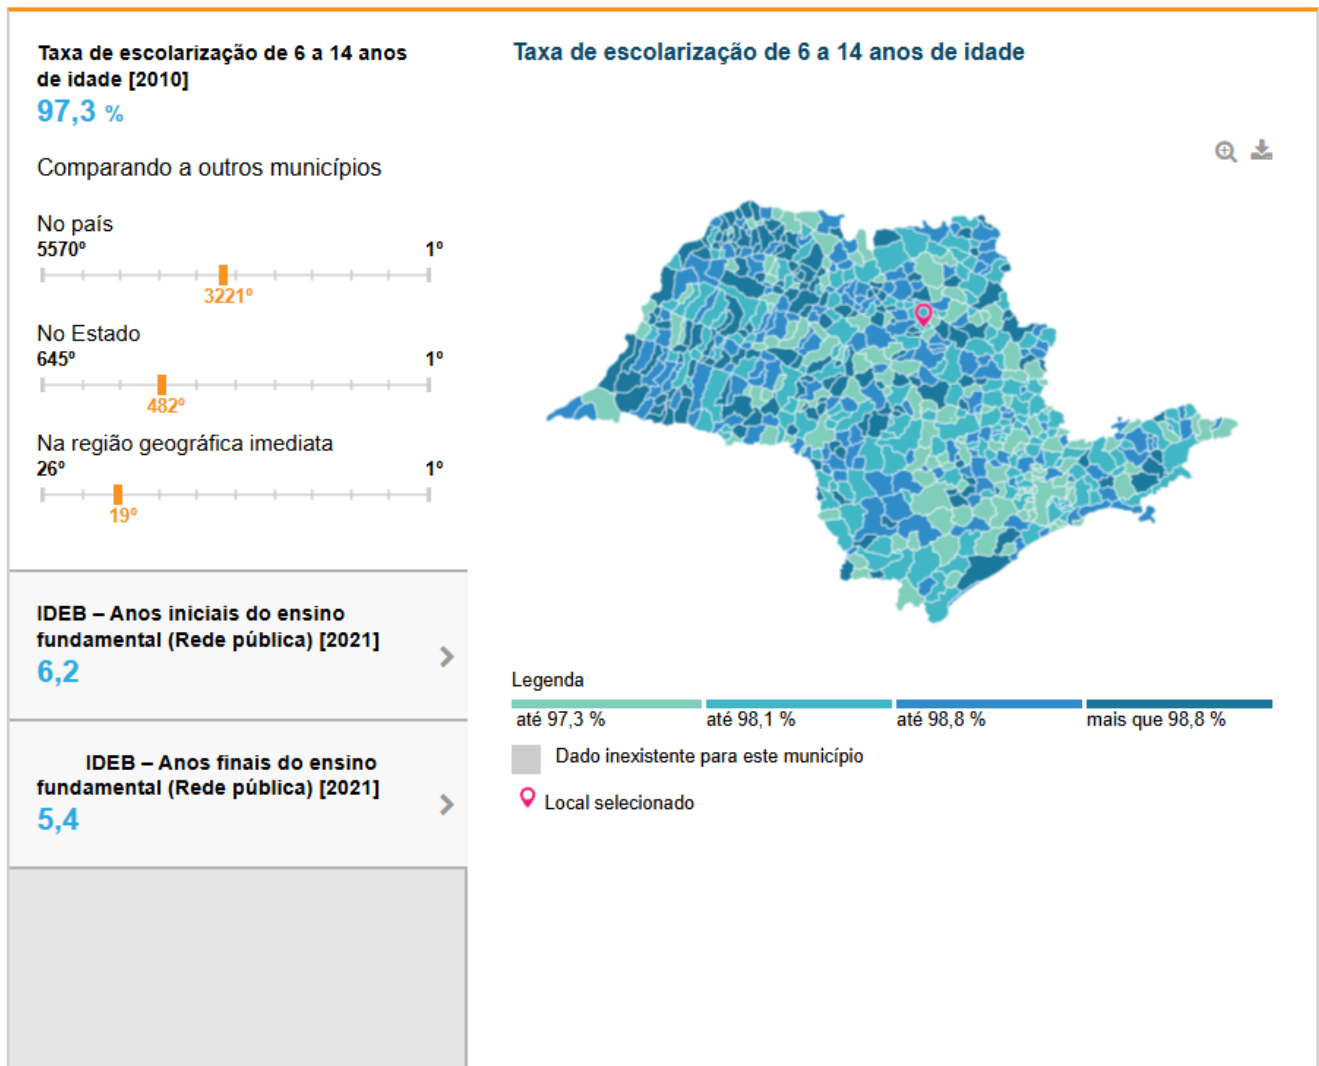 Taxa de escolarização de 6 a 14 anos
de idade [2010]
97,3 %
Comparando a outros municípios
No país
5570º 1º
3221º
No Estado
645º 1º
482º
Na região geográfica imediata
26º 1º
19º
IDEB – Anos iniciais do ensino
fundamental (Rede pública) [2021]
6,2
IDEB – Anos finais do ensino
fundamental (Rede pública) [2021]
5,4
Taxa de escolarização de 6 a 14 anos de idade
Legenda
até 97,3 % até 98,1 % até 98,8 % mais que 98,8 %
Dado inexistente para este município
Local selecionado